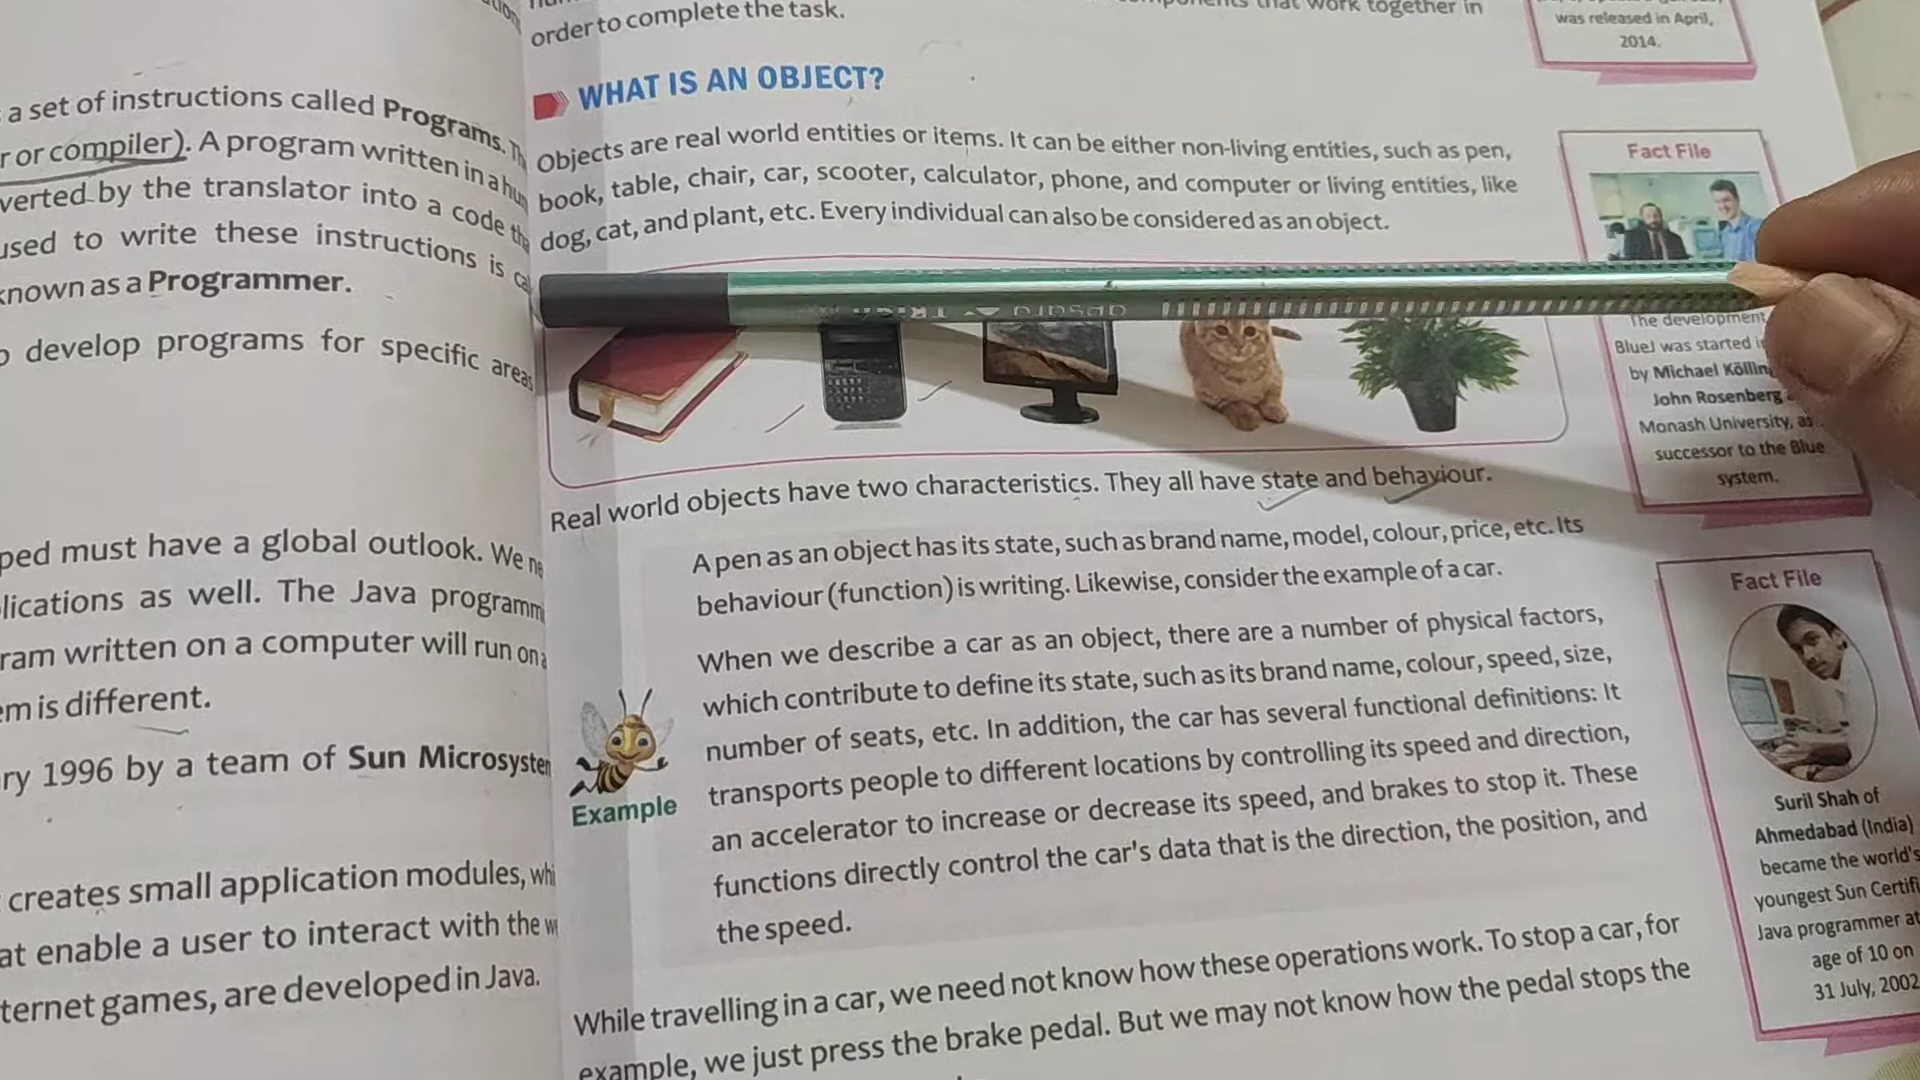 a set of instructions called Programs.
or compiler). A program written in a
by the translator into a code
used to write these instructions is
known as a Programmer.
develop programs for specific areas
must have a global outlook. We
as well. The Java
written on a computer will run on
is different.
1996 by a team of Sun
creates small application modules,
at enable a user to interact with the
games, are developed in Java.
that work together in
order to complete the task.
WHAT IS AN OBJECT?
Objects are real world entities or items. It can be either non-living entities, such as pen,
book, table, chair, car, scooter, calculator, phone, and computer or living entities, like
dog, cat, and plant, etc. Every individual can also be considered as an object.
apsara
Real world objects have two characteristics. They all have state and behaviour.
A pen as an object has its state, such as brand name, model, colour, price, etc. Its
behaviour (function) is writing. Likewise, consider the example of a car.
When we describe a car as an object, there are a number of physical factors,
which contribute to define its state, such as its brand name, colour, speed, size,
number of seats, etc. In addition, the car has several functional definitions: It
transports people to different locations by controlling its speed and direction,
an accelerator to increase or decrease its speed, and brakes to stop it. These
functions directly control the car's data that is the direction, the position, and
the speed.
Example
While travelling in a car, we need not know how these operations work. To stop a car, for
example, we just press the brake pedal. But we may not know how the pedal stops the
was released in April,
2014.
Fact File
The development
BlueJ was started
by Michael
John Rosenberg
Monash University, as
successor to the Blue
system.
Fact File
Suril Shah of
Ahmedabad (India)
became the world's
youngest Sun
Java programmer at
age of 10 on
31 July, 2002